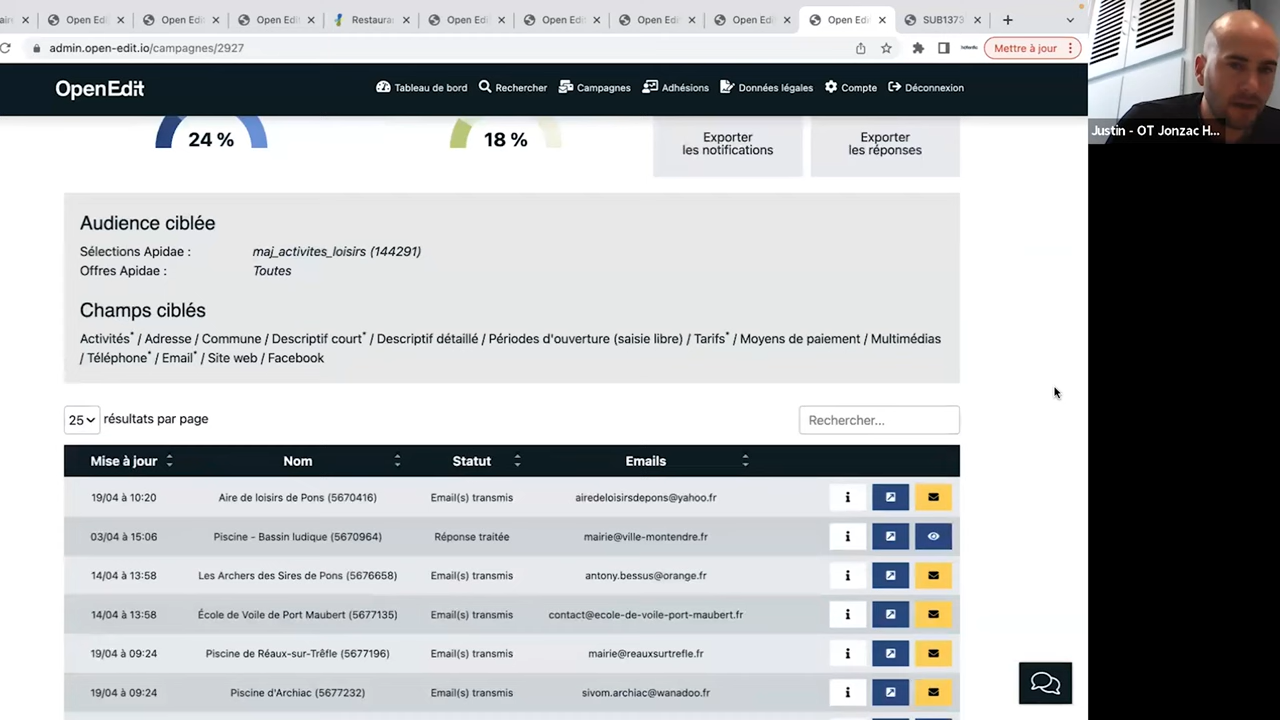 Open Edi
Open Edi
Open Edi
Restaura
Open Edi
Open Edi
Open Edi
Open Edi
Open Edi
SUB1373
admin.open-edit.io/campagnes/2927
Mettre à jour
OpenEdit
Tableau de bord
Rechercher
Campagnes
Adhésions
Données légales
Compte
Déconnexion
24 %
18 %
Exporter
les notifications
Exporter
les réponses
Justin - OT Jonzac H...
Audience ciblée
Sélections Apidae : maj_activites_loisirs (144291)
Offres Apidae : Toutes
Champs ciblés
Activités* / Adresse / Commune / Descriptif court* / Descriptif détaillé / Périodes d'ouverture (saisie libre) / Tarifs* / Moyens de paiement / Multimédias
/ Téléphone* / Email* / Site web / Facebook
25 résultats par page
Rechercher...
Mise à jour Nom Statut Emails
19/04 à 10:20 Aire de loisirs de Pons (5670416) Email(s) transmis airedeloisirsdepons@yahoo.fr
03/04 à 15:06 Piscine - Bassin ludique (5670964) Réponse traitée mairie@ville-montendre.fr
14/04 à 13:58 Les Archers des Sires de Pons (5676658) Email(s) transmis antony.bessus@orange.fr
14/04 à 13:58 École de Voile de Port Maubert (5677135) Email(s) transmis contact@ecole-de-voile-port-maubert.fr
19/04 à 09:24 Piscine de Réaux-sur-Trêfle (5677196) Email(s) transmis mairie@reauxsurtrefle.fr
19/04 à 09:24 Piscine d'Archiac (5677232) Email(s) transmis sivom.archiac@wanadoo.fr